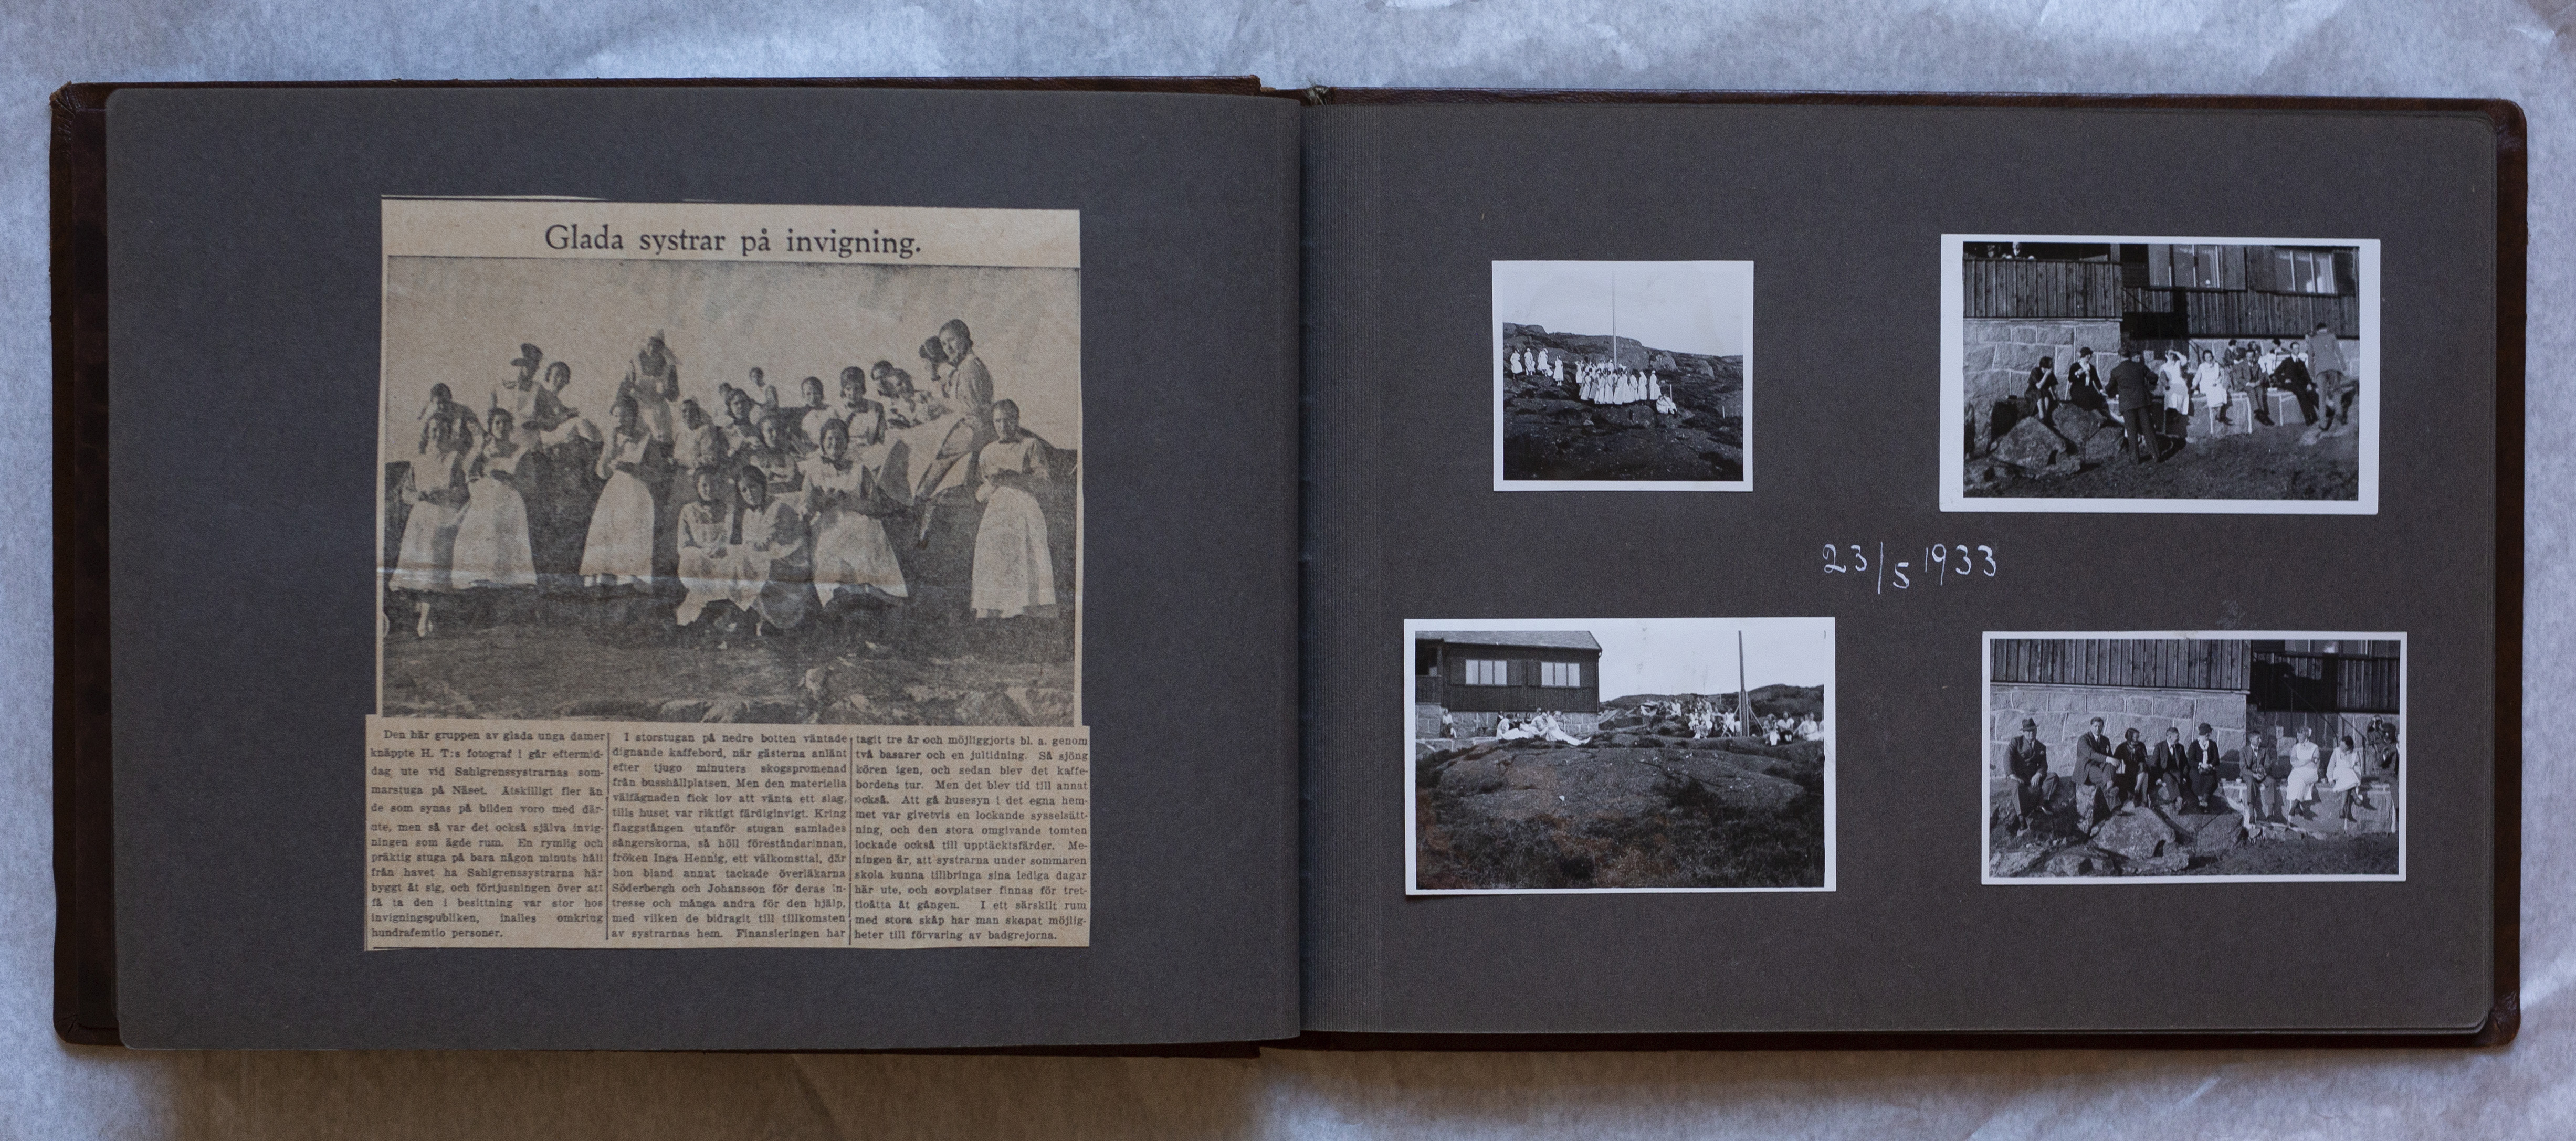 Glada systrar på invigning.
Den här gruppen av glada unga damer
knäppte H. T:s fotograf i går eftermid-
dag ute vid Sahlgrenssystrarnas som-
marstuga på Näset. Åtskilligt fler än
de som synas på bilden voro med där-
ute, men så var det också själva invig-
ningen som ägde rum. En rymlig och
präktig stuga på bara någon minuts håll
från havet ha Sahlgrenssystrarna här
byggt åt sig, och förtjusningen över att
få ta den i besittning var stor hos
invigningspubliken, inalles omkring
hundrafemtio personer.
I storstugan på nedre botten väntade
dignande kaffebord, när gästerna anlänt
efter tjugo minuters skogspromenad
från busshållplatsen. Men den materiella
välfägnaden fick lov att vänta ett slag,
tills huset var riktigt färdiginvigt. Kring
flaggstången utanför stugan samlades
sångerskorna, så höll föreståndarinnan,
fröken Inga Hennig, ett välkomsttal, där
hon bland annat tackade överläkarna
Söderbergh och Johansson för deras in-
tresse och många andra för den hjälp,
med vilken de bidragit till tillkomsten
av systrarnas hem. Finansieringen har
tagit tre år och möjliggjorts bl. a. genom
två basarer och en jultidning. Så sjöng
kören igen, och sedan blev det kaffe-
bordens tur. Men det blev tid till annat
också. Att gå husesyn i det egna hem-
met var givetvis en lockande sysselsätt-
ning, och den stora omgivande tomten
lockade också till upptäcktsfärder. Me-
ningen är, att systrarna under sommaren
skola kunna tillbringa sina lediga dagar
här ute, och sovplatser finnas för tret-
tioåtta åt gången. I ett särskilt rum
med stora skåp har man skapat möjlig-
heter till förvaring av badgrejorna.
23/5 1933